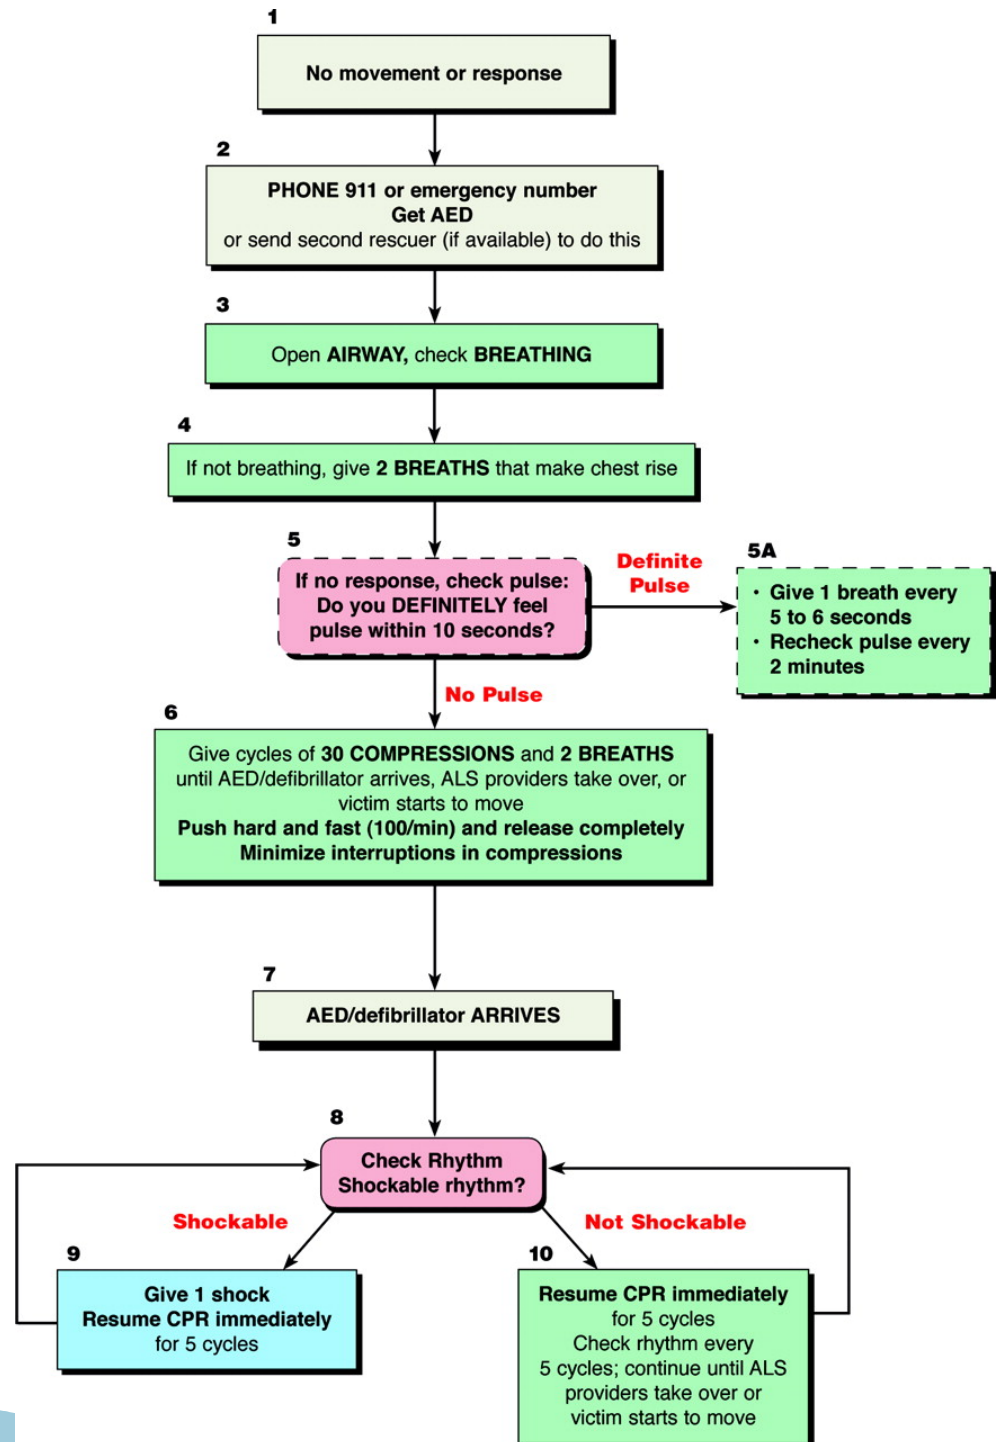 1
No movement or response
2
PHONE 911 or emergency number
Get AED
or send second rescuer (if available) to do this
3
Open AIRWAY, check BREATHING
4
If not breathing, give 2 BREATHS that make chest rise
5
If no response, check pulse:
Do you DEFINITELY feel
pulse within 10 seconds?
Definite
Pulse
5A
· Give 1 breath every
5 to 6 seconds
· Recheck pulse every
2 minutes
No Pulse
6
Give cycles of 30 COMPRESSIONS and 2 BREATHS
until AED/defibrillator arrives, ALS providers take over, or
victim starts to move
Push hard and fast (100/min) and release completely
Minimize interruptions in compressions
7
AED/defibrillator ARRIVES
8
Check Rhythm
Shockable rhythm?
Shockable
Not Shockable
9
Give 1 shock
Resume CPR immediately
for 5 cycles
10
Resume CPR immediately
for 5 cycles
Check rhythm every
5 cycles; continue until ALS
providers take over or
victim starts to move